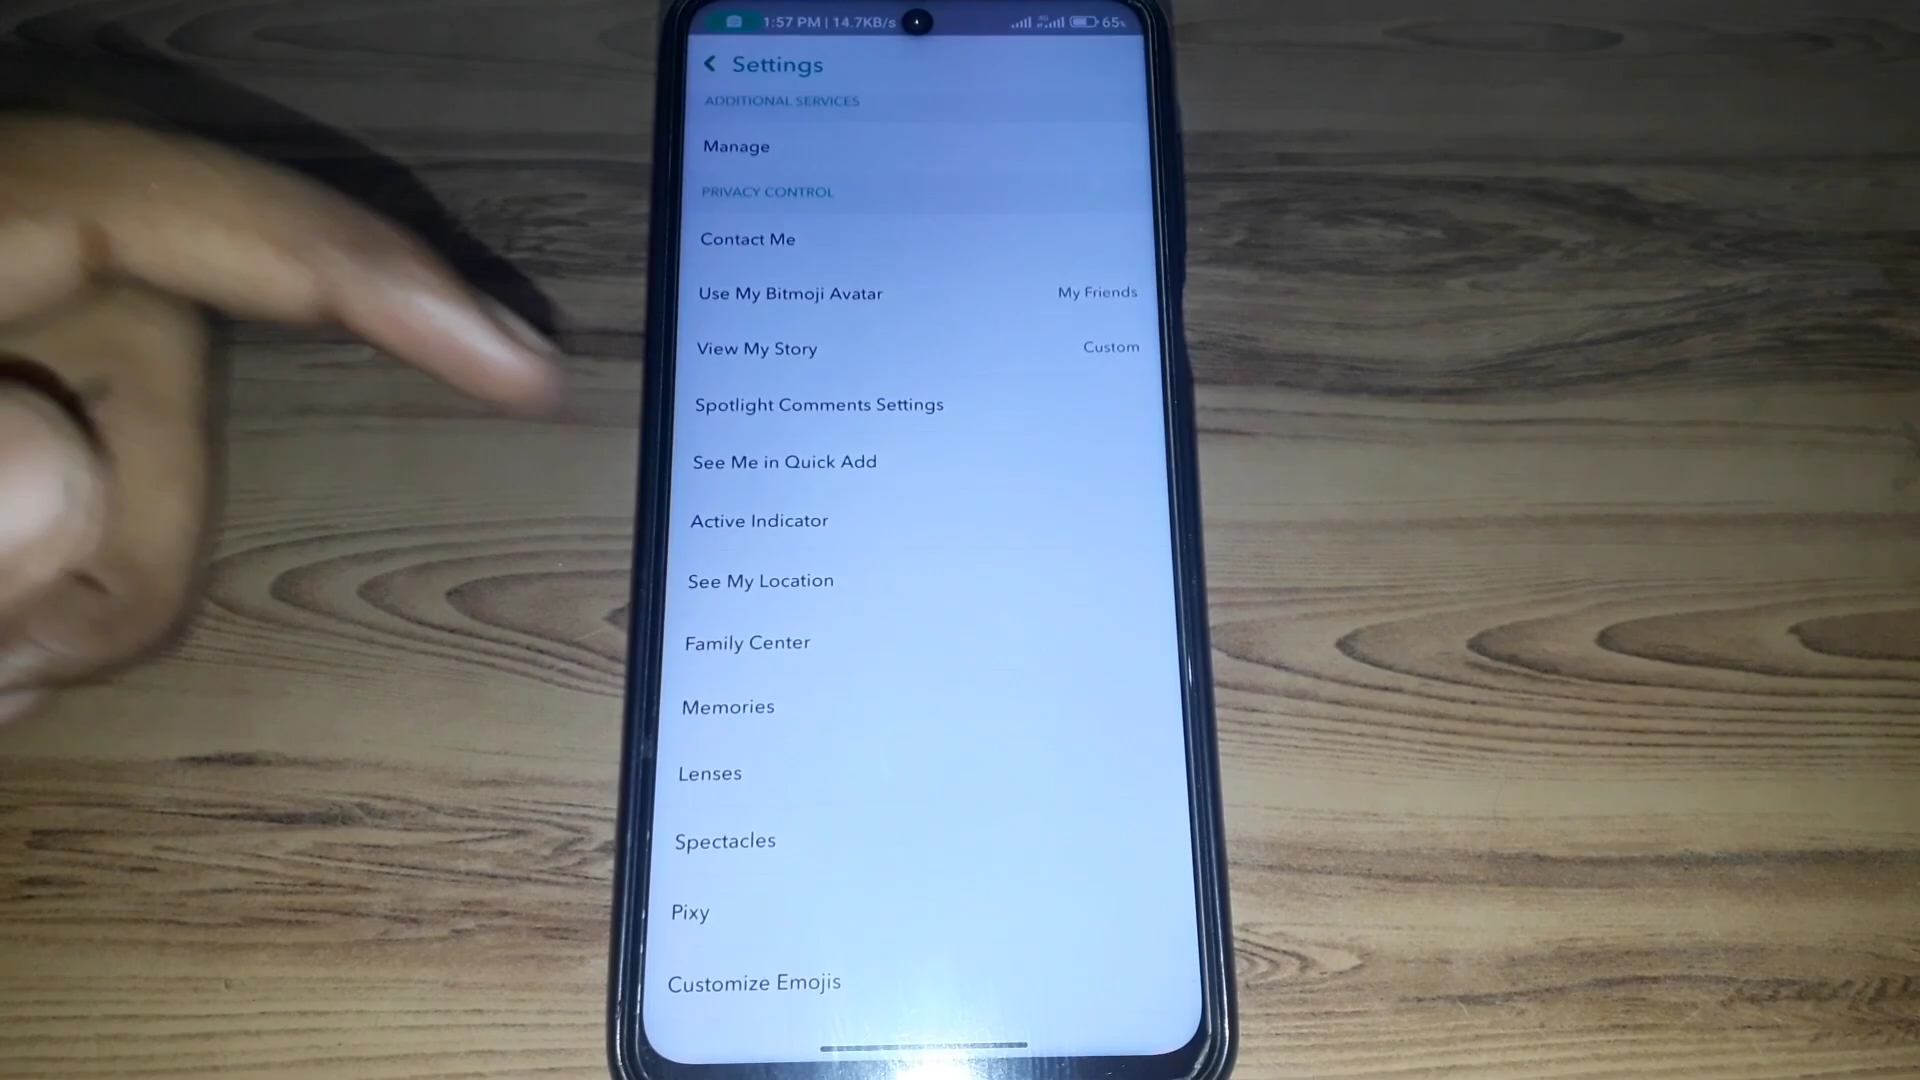 1:57 PM | 14.7KB/s 4G 65%
Settings
ADDITIONAL SERVICES
Manage
PRIVACY CONTROL
Contact Me
Use My Bitmoji Avatar My Friends
View My Story Custom
Spotlight Comments Settings
See Me in Quick Add
Active Indicator
See My Location
Family Center
Memories
Lenses
Spectacles
Pixy
Customize Emojis